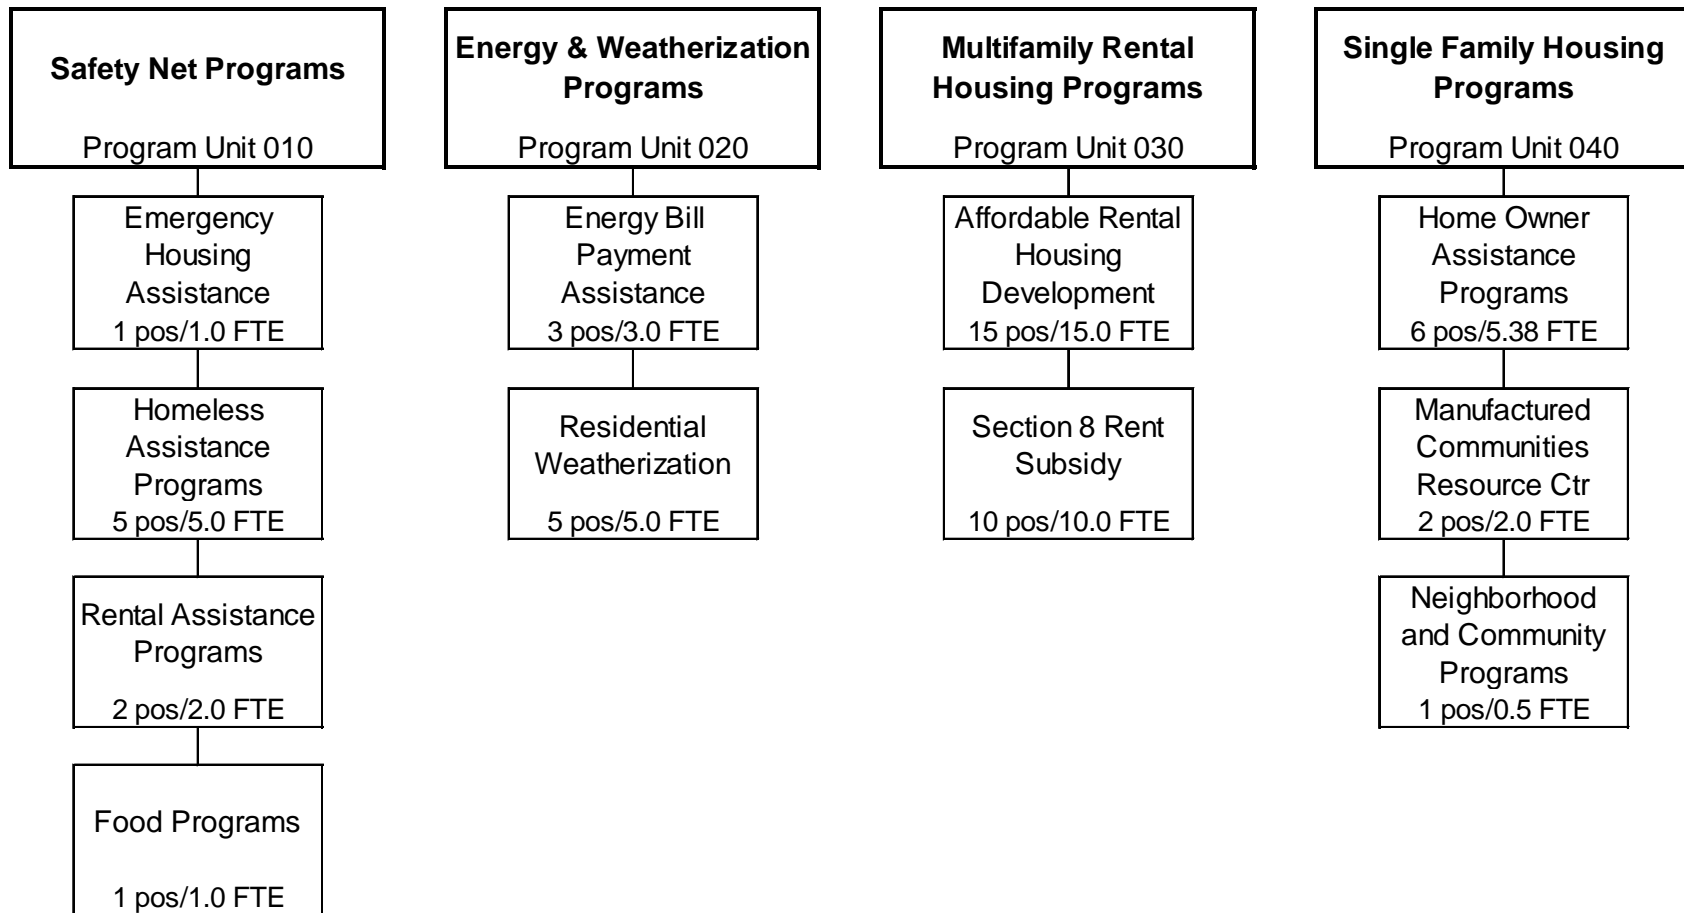 Safety Net Programs
Program Unit 010
Emergency
Housing
Assistance
1 pos/1.0 FTE
Homeless
Assistance
Programs
5 pos/5.0 FTE
Rental Assistance
Programs
2 pos/2.0 FTE
Food Programs
1 pos/1.0 FTE
Energy & Weatherization
Programs
Program Unit 020
Energy Bill
Payment
Assistance
3 pos/3.0 FTE
Residential
Weatherization
5 pos/5.0 FTE
Multifamily Rental
Housing Programs
Program Unit 030
Affordable Rental
Housing
Development
15 pos/15.0 FTE
Section 8 Rent
Subsidy
10 pos/10.0 FTE
Single Family Housing
Programs
Program Unit 040
Home Owner
Assistance
Programs
6 pos/5.38 FTE
Manufactured
Communities
Resource Ctr
2 pos/2.0 FTE
Neighborhood
and Community
Programs
1 pos/0.5 FTE